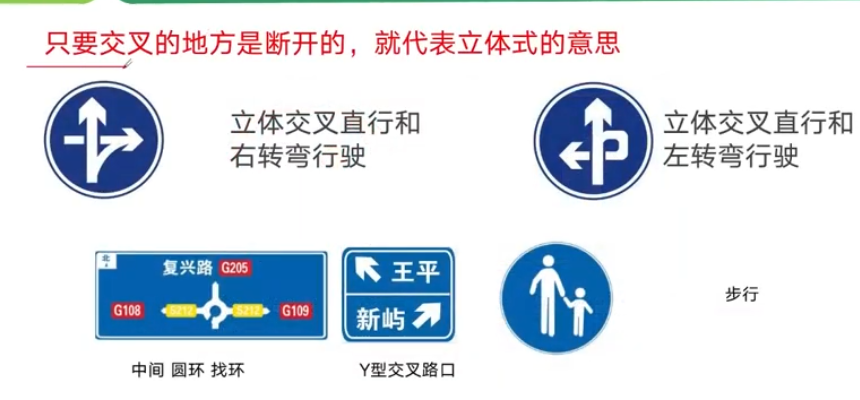 只要交叉的地方是断开的，就代表立体式的意思
立体交叉直行和
右转弯行驶
立体交叉直行和
左转弯行驶
北
复兴路 G205
G108 S212 S212 G109
王平
新屿
中间 圆环 找环
Y型交叉路口
步行